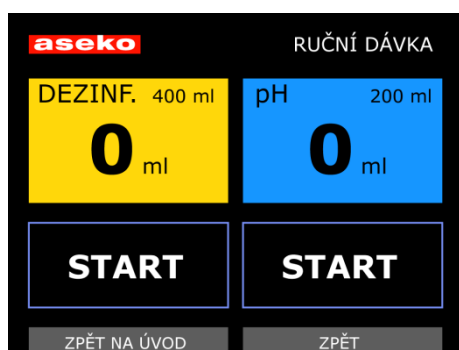 aseko
RUČNÍ DÁVKA
DEZINF. 400 ml
0 ml
pH 200 ml
0 ml
START
START
ZPĚT NA ÚVOD
ZPĚT